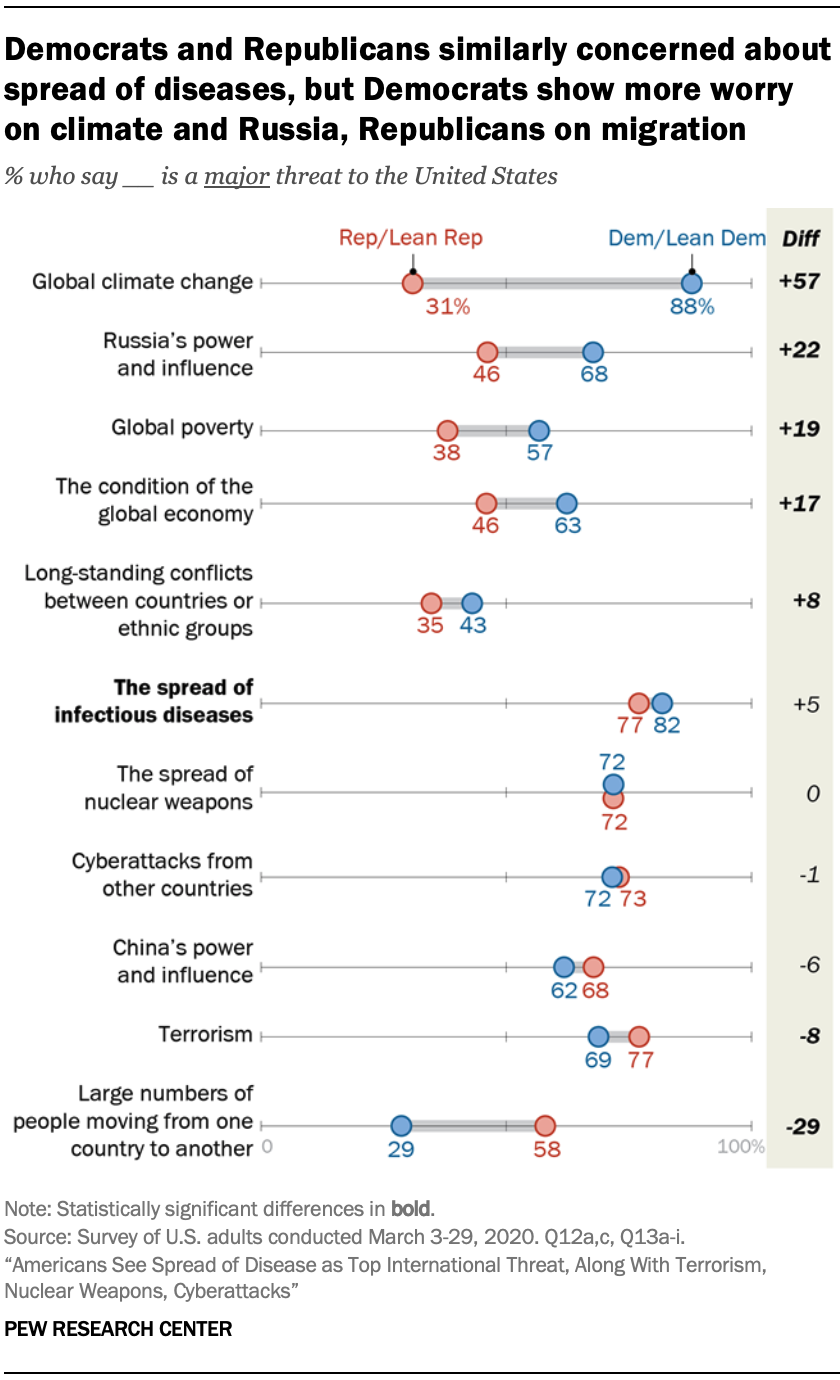 Democrats and Republicans similarly concerned about
spread of diseases, but Democrats show more worry
on climate and Russia, Republicans on migration
% who say __ is a major threat to the United States
Rep/Lean Rep Dem/Lean Dem Diff
Global climate change 31% 88% +57
Russia’s power
and influence 46 68 +22
Global poverty 38 57 +19
The condition of the
global economy 46 63 +17
Long-standing conflicts
between countries or
ethnic groups 35 43 +8
The spread of
infectious diseases 77 82 +5
The spread of
nuclear weapons 72 72 0
Cyberattacks from
other countries 72 73 -1
China’s power
and influence 62 68 -6
Terrorism 69 77 -8
Large numbers of
people moving from one
country to another 29 58 -29
0 100%
Note: Statistically significant differences in bold.
Source: Survey of U.S. adults conducted March 3-29, 2020. Q12a,c, Q13a-i.
“Americans See Spread of Disease as Top International Threat, Along With Terrorism,
Nuclear Weapons, Cyberattacks”
PEW RESEARCH CENTER